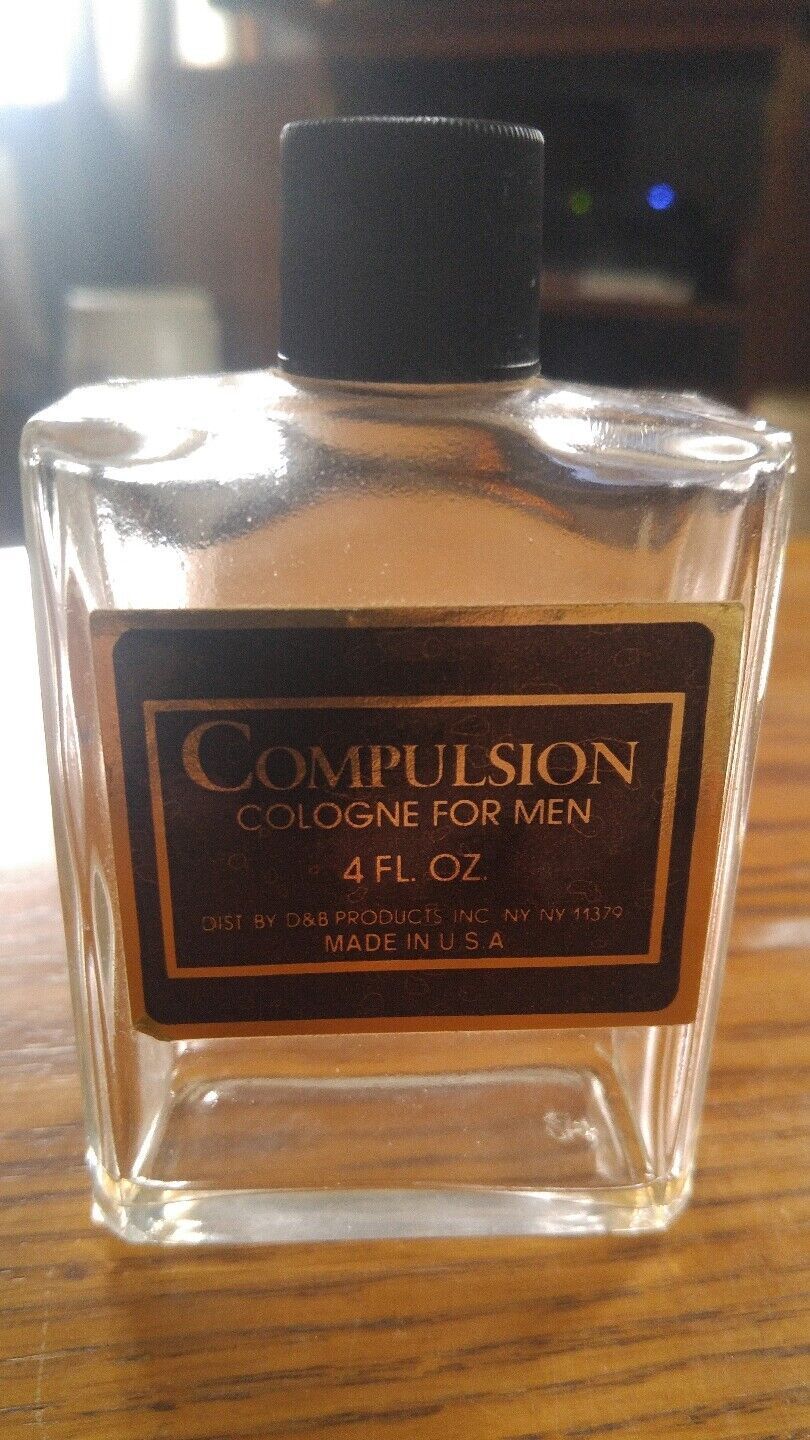 COMPULSION
COLOGNE FOR MEN
4 FL. OZ.
DIST BY D&B PRODUCTS INC NY NY 11379
MADE IN U S A